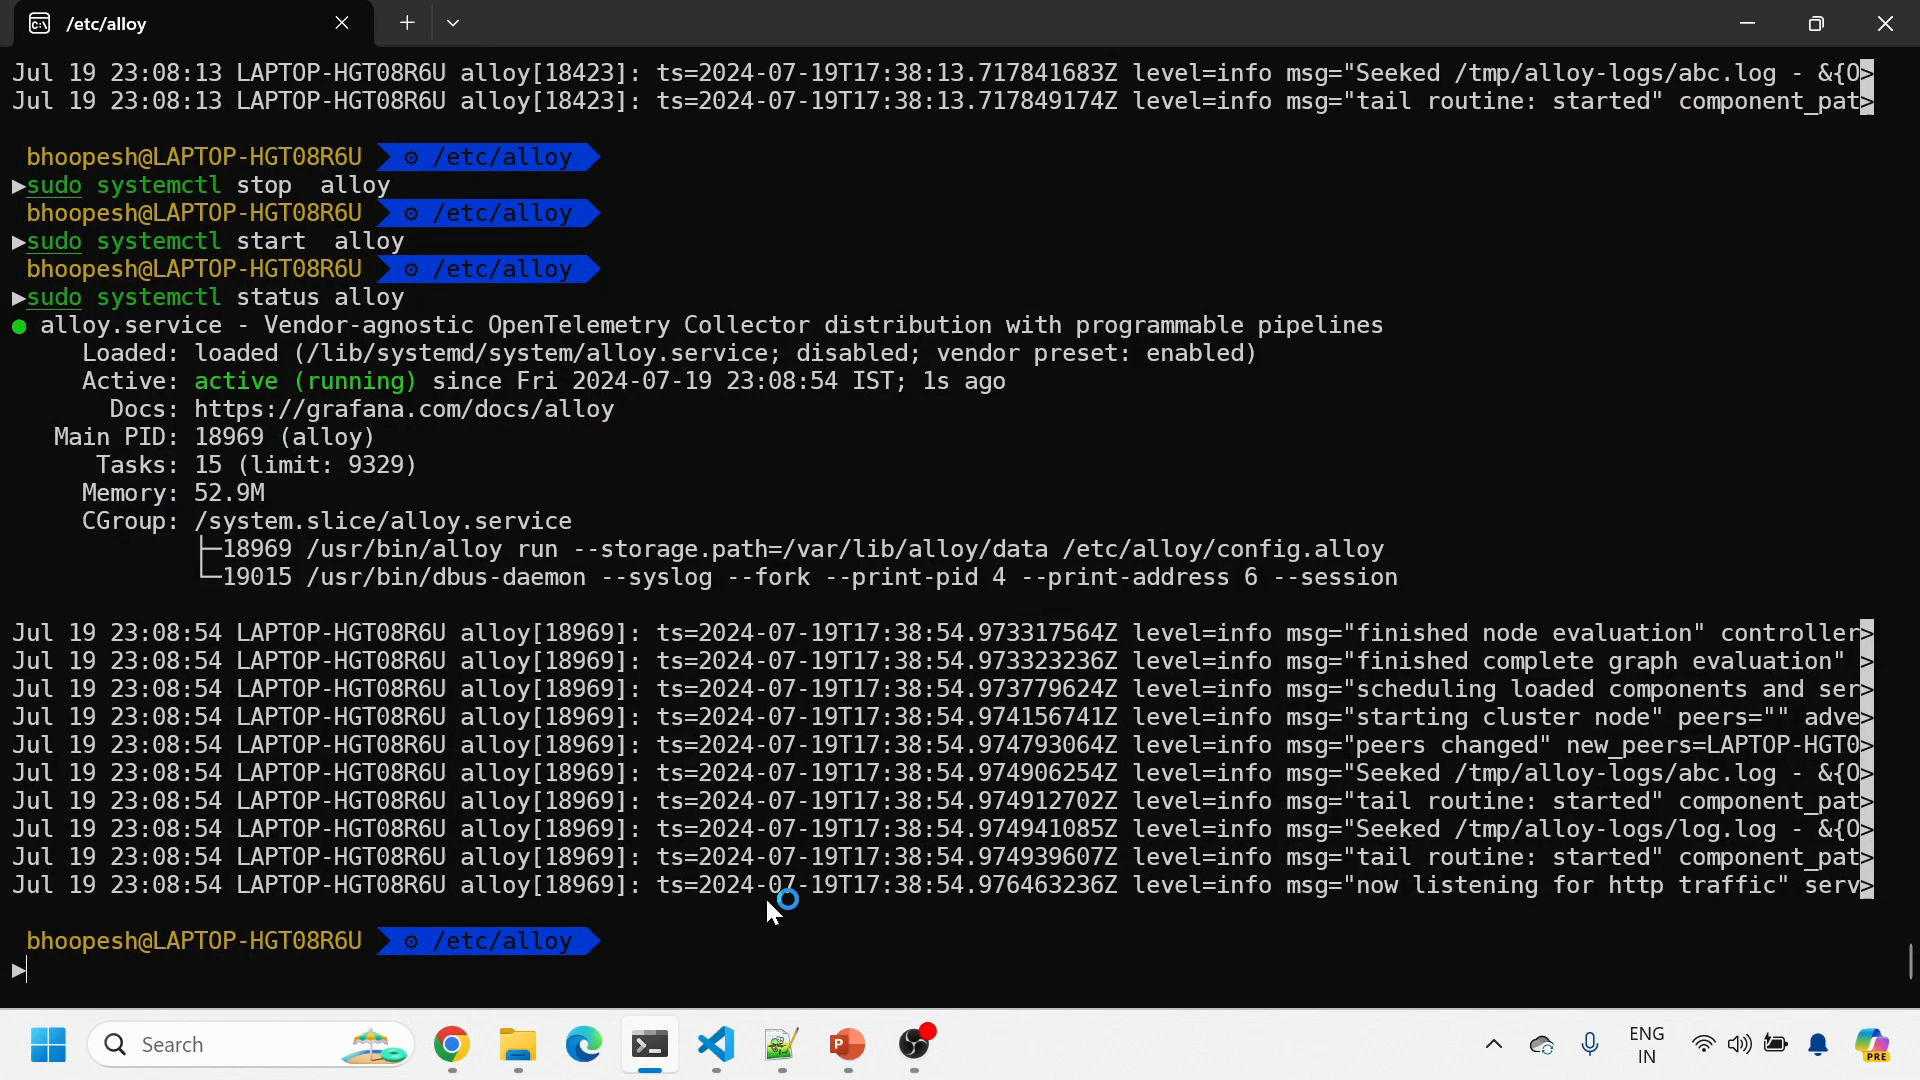 /etc/alloy
Jul 19 23:08:13 LAPTOP-HGT08R6U alloy[18423]: ts=2024-07-19T17:38:13.717841683Z level=info msg="Seeked /tmp/alloy-logs/abc.log - &{O>
Jul 19 23:08:13 LAPTOP-HGT08R6U alloy[18423]: ts=2024-07-19T17:38:13.717849174Z level=info msg="tail routine: started" component_pat>
bhoopesh@LAPTOP-HGT08R6U ⚙ /etc/alloy
▶sudo systemctl stop  alloy
bhoopesh@LAPTOP-HGT08R6U ⚙ /etc/alloy
▶sudo systemctl start  alloy
bhoopesh@LAPTOP-HGT08R6U ⚙ /etc/alloy
▶sudo systemctl status alloy
● alloy.service - Vendor-agnostic OpenTelemetry Collector distribution with programmable pipelines
Loaded: loaded (/lib/systemd/system/alloy.service; disabled; vendor preset: enabled)
Active: active (running) since Fri 2024-07-19 23:08:54 IST; 1s ago
Docs: https://grafana.com/docs/alloy
Main PID: 18969 (alloy)
Tasks: 15 (limit: 9329)
Memory: 52.9M
CGroup: /system.slice/alloy.service
├─18969 /usr/bin/alloy run --storage.path=/var/lib/alloy/data /etc/alloy/config.alloy
└─19015 /usr/bin/dbus-daemon --syslog --fork --print-pid 4 --print-address 6 --session
Jul 19 23:08:54 LAPTOP-HGT08R6U alloy[18969]: ts=2024-07-19T17:38:54.973317564Z level=info msg="finished node evaluation" controller>
Jul 19 23:08:54 LAPTOP-HGT08R6U alloy[18969]: ts=2024-07-19T17:38:54.973323236Z level=info msg="finished complete graph evaluation" >
Jul 19 23:08:54 LAPTOP-HGT08R6U alloy[18969]: ts=2024-07-19T17:38:54.973779624Z level=info msg="scheduling loaded components and ser>
Jul 19 23:08:54 LAPTOP-HGT08R6U alloy[18969]: ts=2024-07-19T17:38:54.974156741Z level=info msg="starting cluster node" peers="" adve>
Jul 19 23:08:54 LAPTOP-HGT08R6U alloy[18969]: ts=2024-07-19T17:38:54.974793064Z level=info msg="peers changed" new_peers=LAPTOP-HGT0>
Jul 19 23:08:54 LAPTOP-HGT08R6U alloy[18969]: ts=2024-07-19T17:38:54.974906254Z level=info msg="Seeked /tmp/alloy-logs/abc.log - &{O>
Jul 19 23:08:54 LAPTOP-HGT08R6U alloy[18969]: ts=2024-07-19T17:38:54.974912702Z level=info msg="tail routine: started" component_pat>
Jul 19 23:08:54 LAPTOP-HGT08R6U alloy[18969]: ts=2024-07-19T17:38:54.974941085Z level=info msg="Seeked /tmp/alloy-logs/log.log - &{O>
Jul 19 23:08:54 LAPTOP-HGT08R6U alloy[18969]: ts=2024-07-19T17:38:54.974939607Z level=info msg="tail routine: started" component_pat>
Jul 19 23:08:54 LAPTOP-HGT08R6U alloy[18969]: ts=2024-07-19T17:38:54.976463236Z level=info msg="now listening for http traffic" serv>
bhoopesh@LAPTOP-HGT08R6U ⚙ /etc/alloy
▶
Search
ENG
IN
PRE